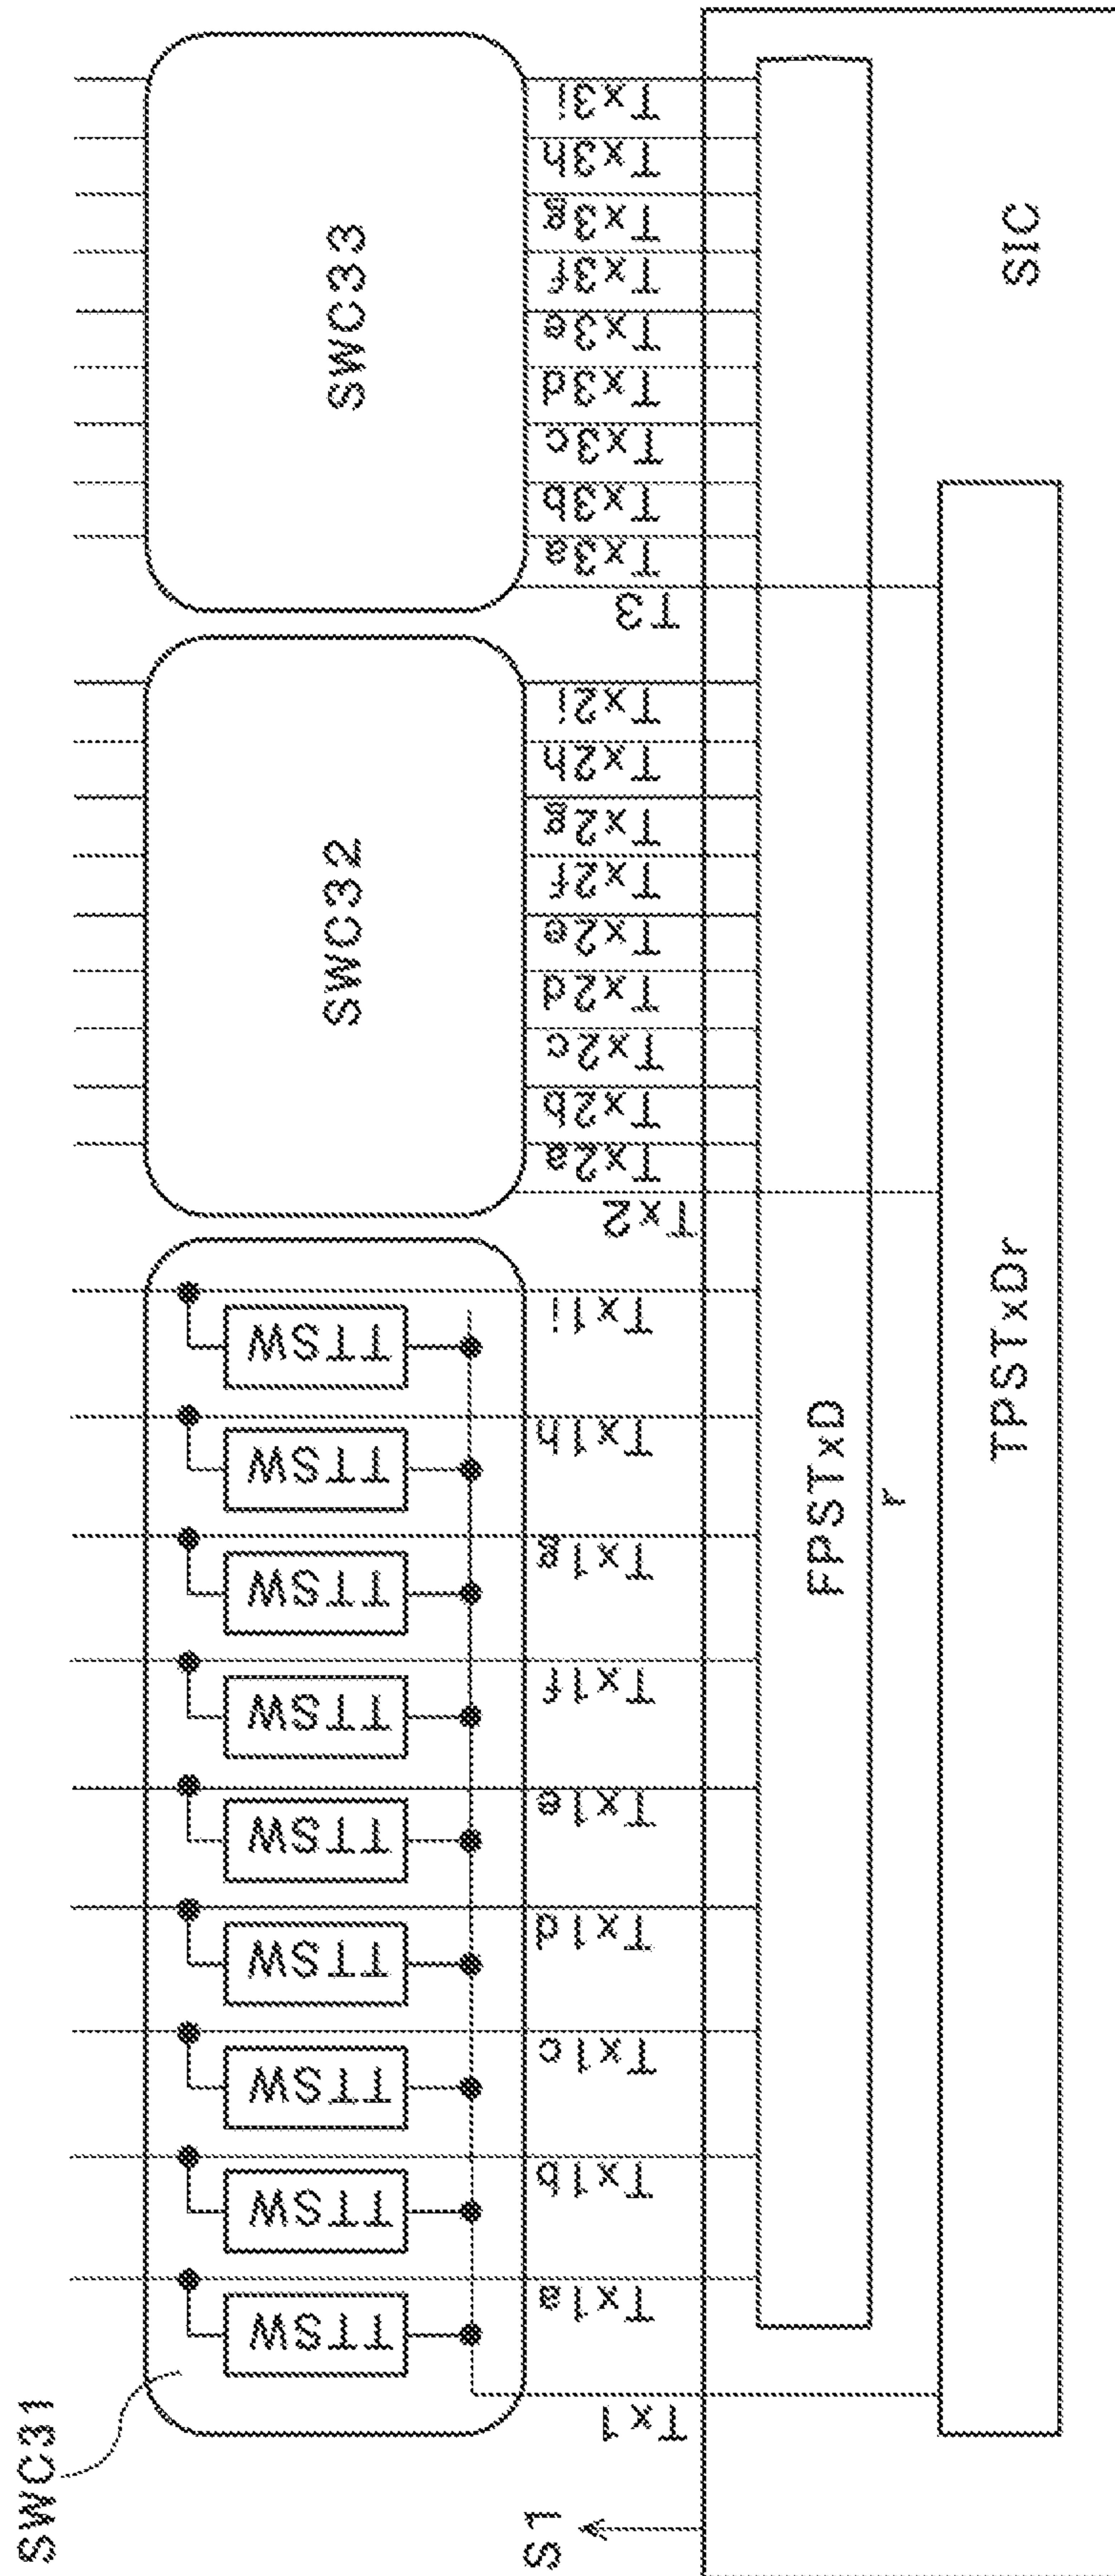 SWC31
SWC32
SWC33
TTSW
TTSW
TTSW
TTSW
TTSW
TTSW
TTSW
TTSW
TTSW
Tx1
Tx1a
Tx1b
Tx1c
Tx1d
Tx1e
Tx1f
Tx1g
Tx1h
Tx1i
Tx2
Tx2a
Tx2b
Tx2c
Tx2d
Tx2e
Tx2f
Tx2g
Tx2h
Tx2i
T3
Tx3a
Tx3b
Tx3c
Tx3d
Tx3e
Tx3f
Tx3g
Tx3h
Tx3i
S1
FPSTxD
r
TPSTxDr
SIC